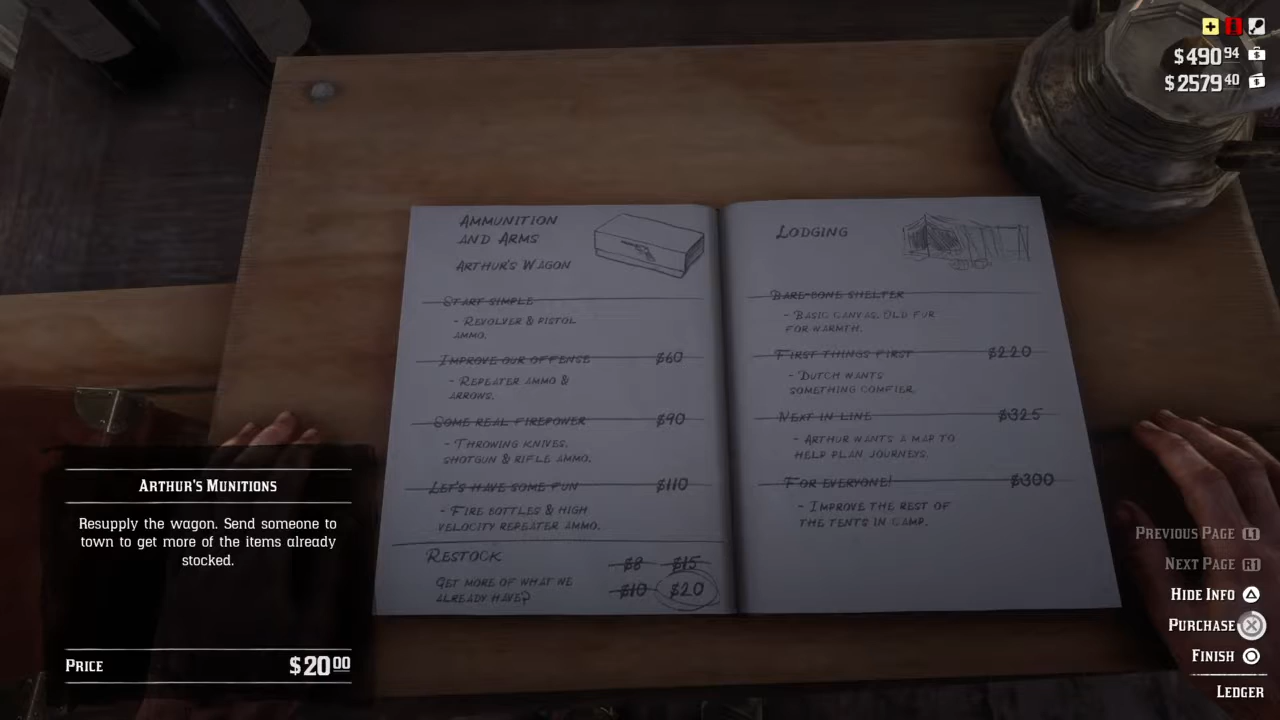 $490 94
$2579 40
AMMUNITION
AND ARMS
ARTHUR'S WAGON
START SIMPLE
- REVOLVER & PISTOL
AMMO.
IMPROVE OUR OFFENSE $60
- REPEATER AMMO &
ARROWS.
SOME REAL FIREPOWER $90
- THROWING KNIVES.
SHOTGUN & RIFLE AMMO.
LET'S HAVE SOME FUN $110
- FIRE BOTTLES & HIGH
VELOCITY REPEATER AMMO.
RESTOCK $8 $15
GET MORE OF WHAT WE
ALREADY HAVE? $10 $20
LODGING
BARE-BONE SHELTER
- BASIC CANVAS. OLD FUR
FOR WARMTH.
FIRST THINGS FIRST $220
- DUTCH WANTS
SOMETHING COMFIER.
NEXT IN LINE $325
- ARTHUR WANTS A MAP TO
HELP PLAN JOURNEYS.
FOR EVERYONE! $300
- IMPROVE THE REST OF
THE TENTS IN CAMP.
ARTHUR'S MUNITIONS
Resupply the wagon. Send someone to
town to get more of the items already
stocked.
PRICE $20 00
PREVIOUS PAGE L1
NEXT PAGE R1
HIDE INFO
PURCHASE
FINISH
LEDGER